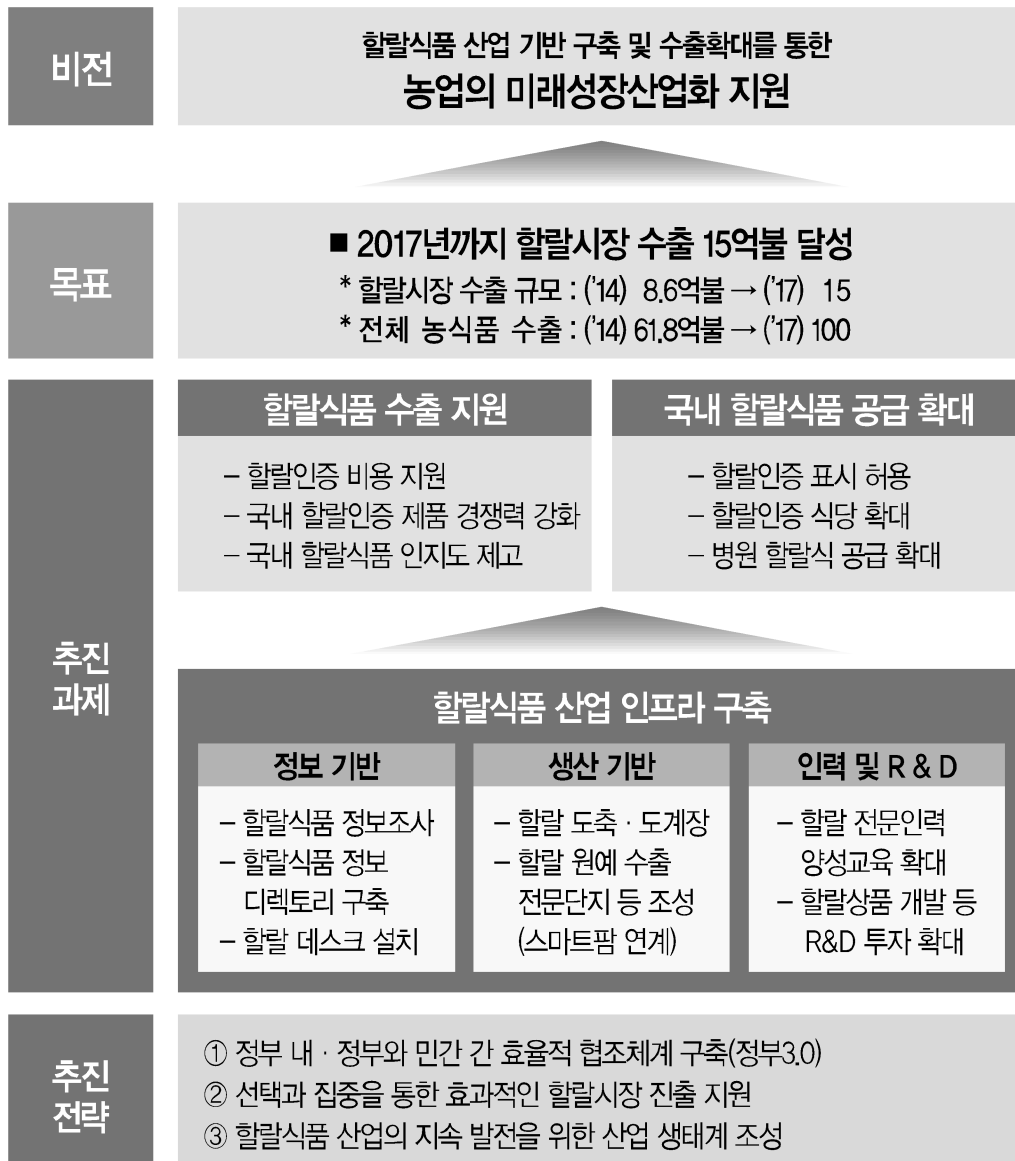 비전
할랄식품 산업 기반 구축 및 수출확대를 통한
농업의 미래성장산업화 지원
목표
■ 2017년까지 할랄시장 수출 15억불 달성
* 할랄시장 수출 규모 : ('14) 8.6억불 → ('17) 15
* 전체 농식품 수출 : ('14) 61.8억불 → ('17) 100
추진
과제
할랄식품 수출 지원
– 할랄인증 비용 지원
– 국내 할랄인증 제품 경쟁력 강화
– 국내 할랄식품 인지도 제고
국내 할랄식품 공급 확대
– 할랄인증 표시 허용
– 할랄인증 식당 확대
– 병원 할랄식 공급 확대
할랄식품 산업 인프라 구축
정보 기반
– 할랄식품 정보조사
– 할랄식품 정보
디렉토리 구축
– 할랄 데스크 설치
생산 기반
– 할랄 도축 · 도계장
– 할랄 원예 수출
전문단지 등 조성
(스마트팜 연계)
인력 및 R & D
– 할랄 전문인력
양성교육 확대
– 할랄상품 개발 등
R&D 투자 확대
추진
전략
① 정부 내 · 정부와 민간 간 효율적 협조체계 구축(정부3.0)
② 선택과 집중을 통한 효과적인 할랄시장 진출 지원
③ 할랄식품 산업의 지속 발전을 위한 산업 생태계 조성